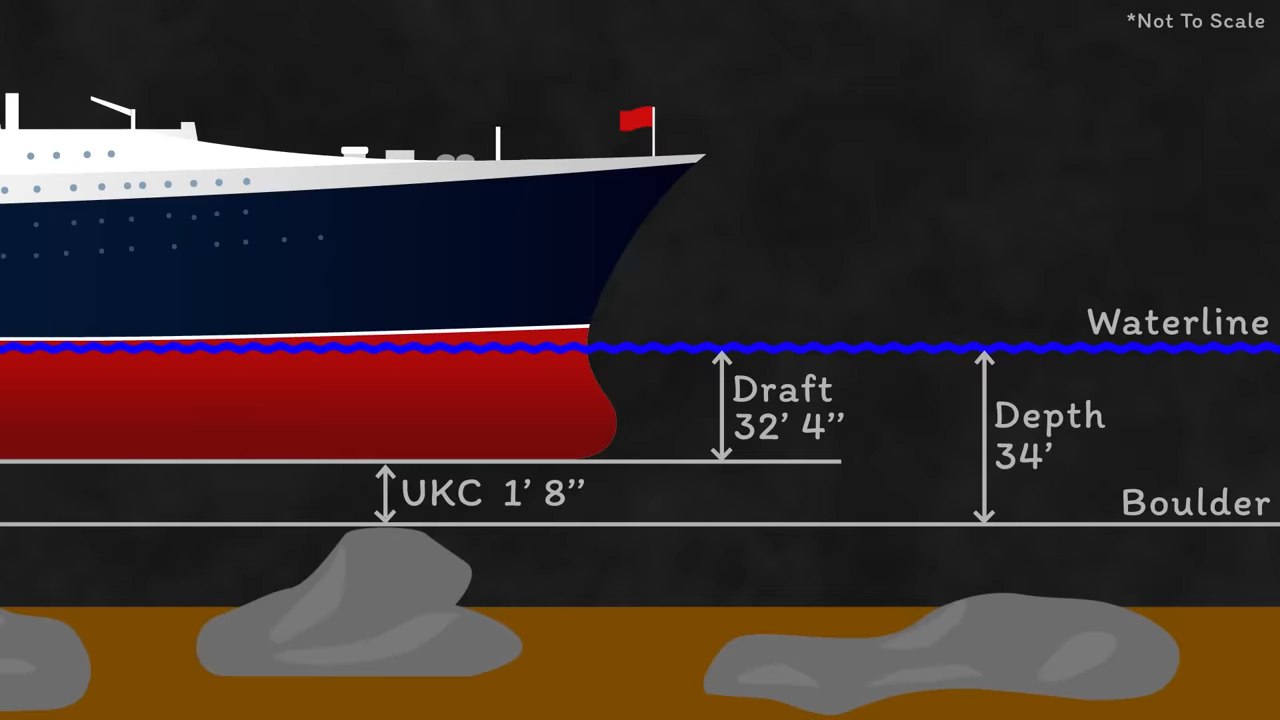 *Not To Scale
Waterline
Draft
32’ 4’’
Depth
34’
UKC 1’ 8’’
Boulder